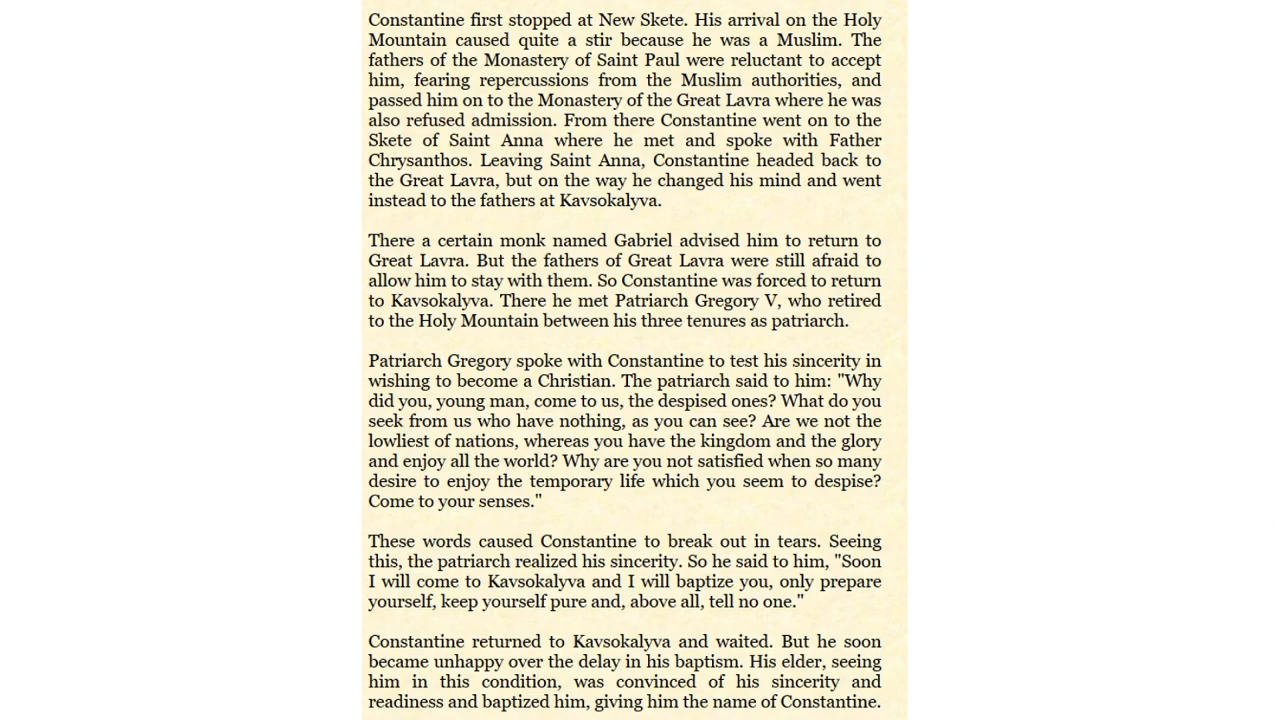 Constantine first stopped at New Skete. His arrival on the Holy
Mountain caused quite a stir because he was a Muslim. The
fathers of the Monastery of Saint Paul were reluctant to accept
him, fearing repercussions from the Muslim authorities, and
passed him on to the Monastery of the Great Lavra where he was
also refused admission. From there Constantine went on to the
Skete of Saint Anna where he met and spoke with Father
Chrysanthos. Leaving Saint Anna, Constantine headed back to
the Great Lavra, but on the way he changed his mind and went
instead to the fathers at Kavsokalyva.
There a certain monk named Gabriel advised him to return to
Great Lavra. But the fathers of Great Lavra were still afraid to
allow him to stay with them. So Constantine was forced to return
to Kavsokalyva. There he met Patriarch Gregory V, who retired
to the Holy Mountain between his three tenures as patriarch.
Patriarch Gregory spoke with Constantine to test his sincerity in
wishing to become a Christian. The patriarch said to him: "Why
did you, young man, come to us, the despised ones? What do you
seek from us who have nothing, as you can see? Are we not the
lowliest of nations, whereas you have the kingdom and the glory
and enjoy all the world? Why are you not satisfied when so many
desire to enjoy the temporary life which you seem to despise?
Come to your senses."
These words caused Constantine to break out in tears. Seeing
this, the patriarch realized his sincerity. So he said to him, "Soon
I will come to Kavsokalyva and I will baptize you, only prepare
yourself, keep yourself pure and, above all, tell no one."
Constantine returned to Kavsokalyva and waited. But he soon
became unhappy over the delay in his baptism. His elder, seeing
him in this condition, was convinced of his sincerity and
readiness and baptized him, giving him the name of Constantine.